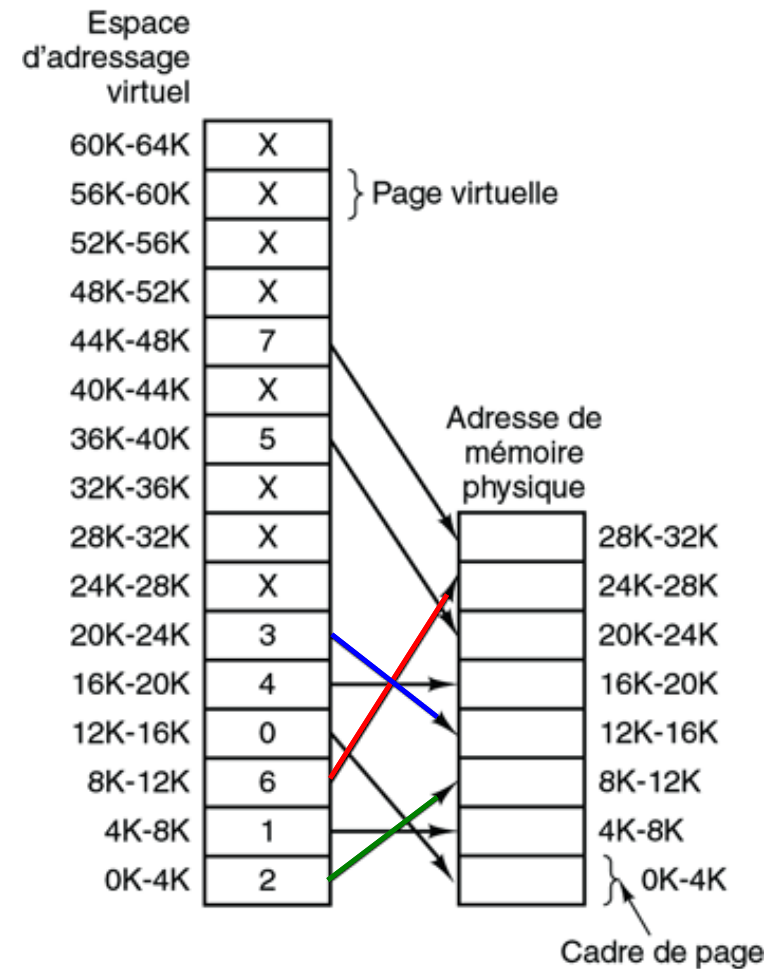 Espace
d'adressage
virtuel
60K-64K X
56K-60K X } Page virtuelle
52K-56K X
48K-52K X
44K-48K 7
40K-44K X
36K-40K 5
Adresse de
mémoire
physique
32K-36K X
28K-32K X 28K-32K
24K-28K X 24K-28K
20K-24K 3 20K-24K
16K-20K 4 16K-20K
12K-16K 0 12K-16K
8K-12K 6 8K-12K
4K-8K 1 4K-8K
0K-4K 2 } 0K-4K
Cadre de page